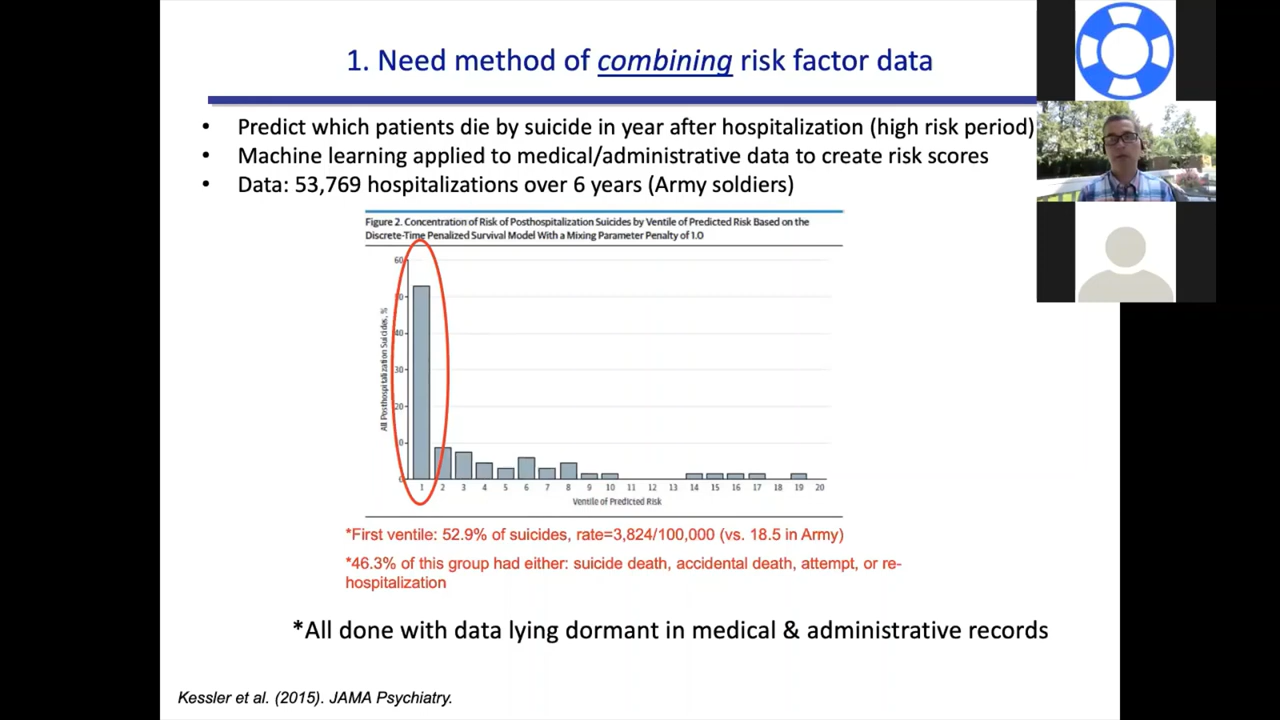 1. Need method of combining risk factor data
• Predict which patients die by suicide in year after hospitalization (high risk period)
• Machine learning applied to medical/administrative data to create risk scores
• Data: 53,769 hospitalizations over 6 years (Army soldiers)
Figure 2. Concentration of Risk of Posthospitalization Suicides by Ventile of Predicted Risk Based on the
Discrete-Time Penalized Survival Model With a Mixing Parameter Penalty of 1.0
All Posthospitalization Suicides, %
60
50
40
30
20
10
0
1 2 3 4 5 6 7 8 9 10 11 12 13 14 15 16 17 18 19 20
Ventile of Predicted Risk
*First ventile: 52.9% of suicides, rate=3,824/100,000 (vs. 18.5 in Army)
*46.3% of this group had either: suicide death, accidental death, attempt, or re-
hospitalization
*All done with data lying dormant in medical & administrative records
Kessler et al. (2015). JAMA Psychiatry.